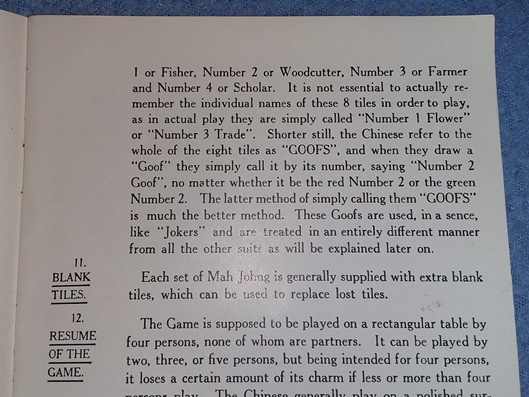 1 or Fisher, Number 2 or Woodcutter, Number 3 or Farmer
and Number 4 or Scholar. It is not essential to actually re-
member the individual names of these 8 tiles in order to play,
as in actual play they are simply called "Number 1 Flower"
or "Number 3 Trade". Shorter still, the Chinese refer to the
whole of the eight tiles as "GOOFS", and when they draw a
"Goof" they simply call it by its number, saying "Number 2
Goof", no matter whether it be the red Number 2 or the green
Number 2. The latter method of simply calling them "GOOFS"
is much the better method. These Goofs are used, in a sence,
like "Jokers" and are treated in an entirely different manner
from all the other suits as will be explained later on.
11.
BLANK
TILES.
Each set of Mah Johng is generally supplied with extra blank
tiles, which can be used to replace lost tiles.
12.
RESUME
OF THE
GAME.
The Game is supposed to be played on a rectangular table by
four persons, none of whom are partners. It can be played by
two, three, or five persons, but being intended for four persons,
it loses a certain amount of its charm if less or more than four
persons play. The Chinese generally play on a polished sur-